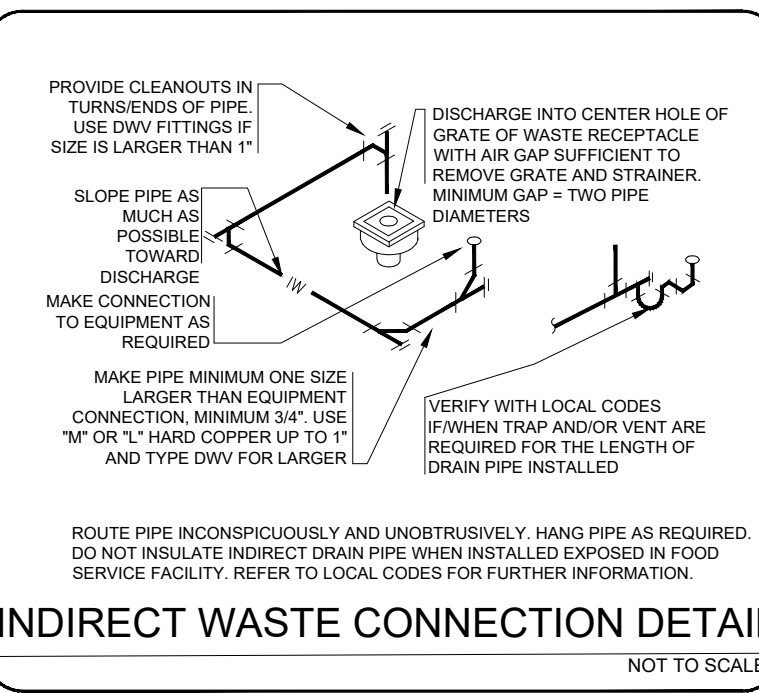 PROVIDE CLEANOUTS IN
TURNS/ENDS OF PIPE.
USE DWV FITTINGS IF
SIZE IS LARGER THAN 1"
DISCHARGE INTO CENTER HOLE OF
GRATE OF WASTE RECEPTACLE
WITH AIR GAP SUFFICIENT TO
REMOVE GRATE AND STRAINER.
MINIMUM GAP = TWO PIPE
DIAMETERS
SLOPE PIPE AS
MUCH AS
POSSIBLE
TOWARD
DISCHARGE
IW
MAKE CONNECTION
TO EQUIPMENT AS
REQUIRED
MAKE PIPE MINIMUM ONE SIZE
LARGER THAN EQUIPMENT
CONNECTION, MINIMUM 3/4". USE
"M" OR "L" HARD COPPER UP TO 1"
AND TYPE DWV FOR LARGER
VERIFY WITH LOCAL CODES
IF/WHEN TRAP AND/OR VENT ARE
REQUIRED FOR THE LENGTH OF
DRAIN PIPE INSTALLED
ROUTE PIPE INCONSPICUOUSLY AND UNOBTRUSIVELY. HANG PIPE AS REQUIRED.
DO NOT INSULATE INDIRECT DRAIN PIPE WHEN INSTALLED EXPOSED IN FOOD
SERVICE FACILITY. REFER TO LOCAL CODES FOR FURTHER INFORMATION.
INDIRECT WASTE CONNECTION DETAIL
NOT TO SCALE